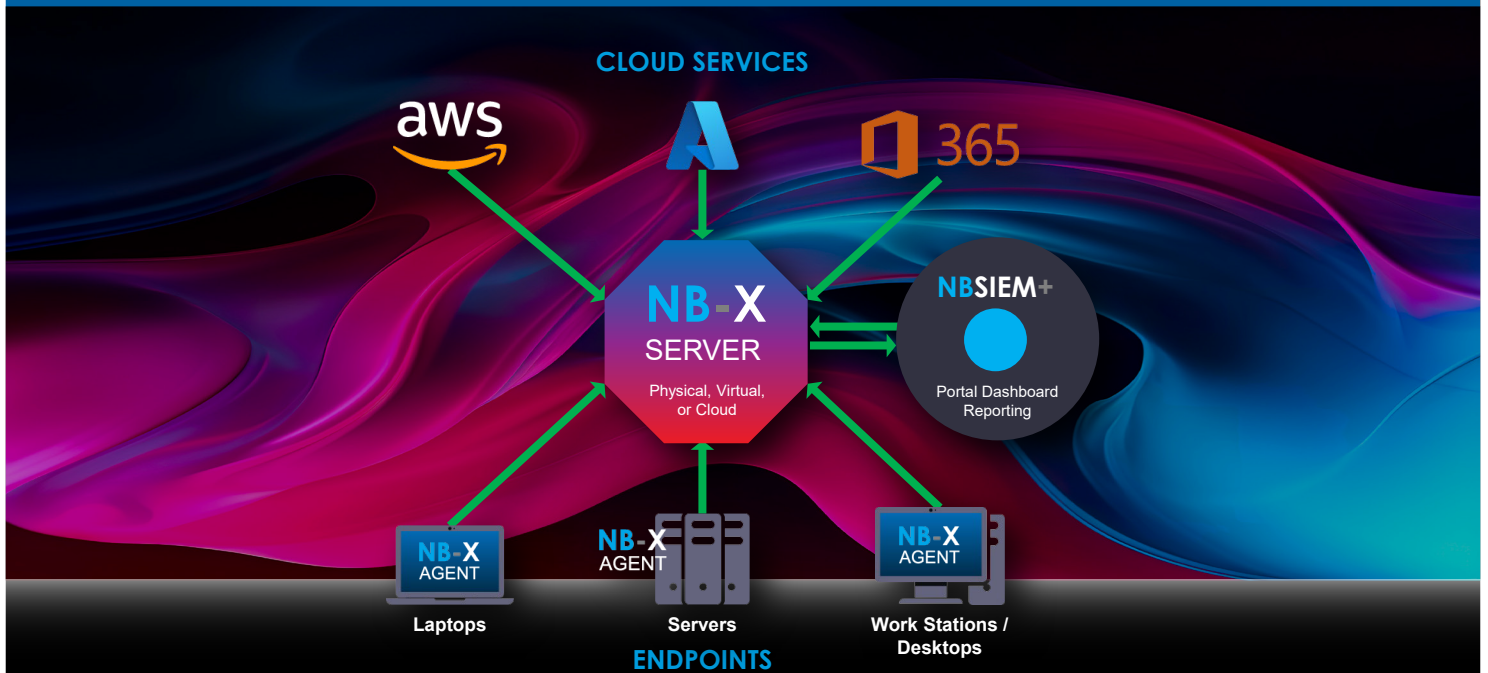 CLOUD SERVICES
aws
365
NB-X
SERVER
Physical, Virtual,
or Cloud
NBSIEM+
Portal Dashboard
Reporting
NB-X
AGENT
Laptops
NB-X
AGENT
Servers
NB-X
AGENT
Work Stations /
Desktops
ENDPOINTS